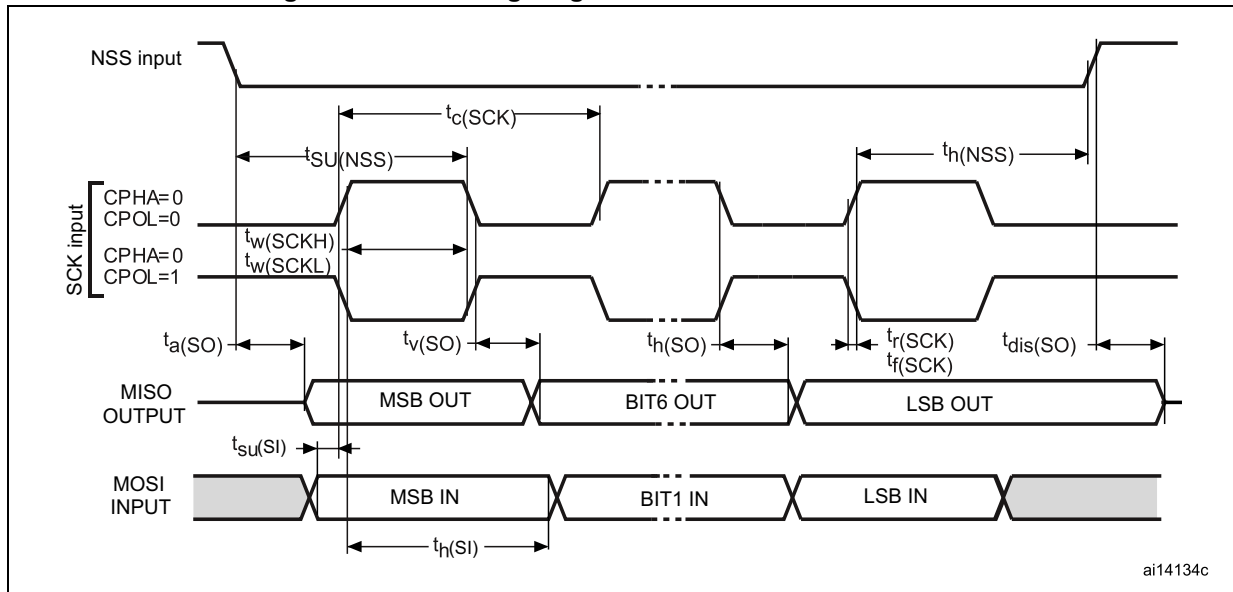 NSS input
tc(SCK)
tSU(NSS)
th(NSS)
SCK input
CPHA=0
CPOL=0
tw(SCKH)
CPHA=0
tw(SCKL)
CPOL=1
ta(SO)
tv(SO)
th(SO)
tr(SCK)
tf(SCK)
tdis(SO)
MISO
OUTPUT
MSB OUT
BIT6 OUT
LSB OUT
tsu(SI)
MOSI
INPUT
MSB IN
BIT1 IN
LSB IN
th(SI)
ai14134c